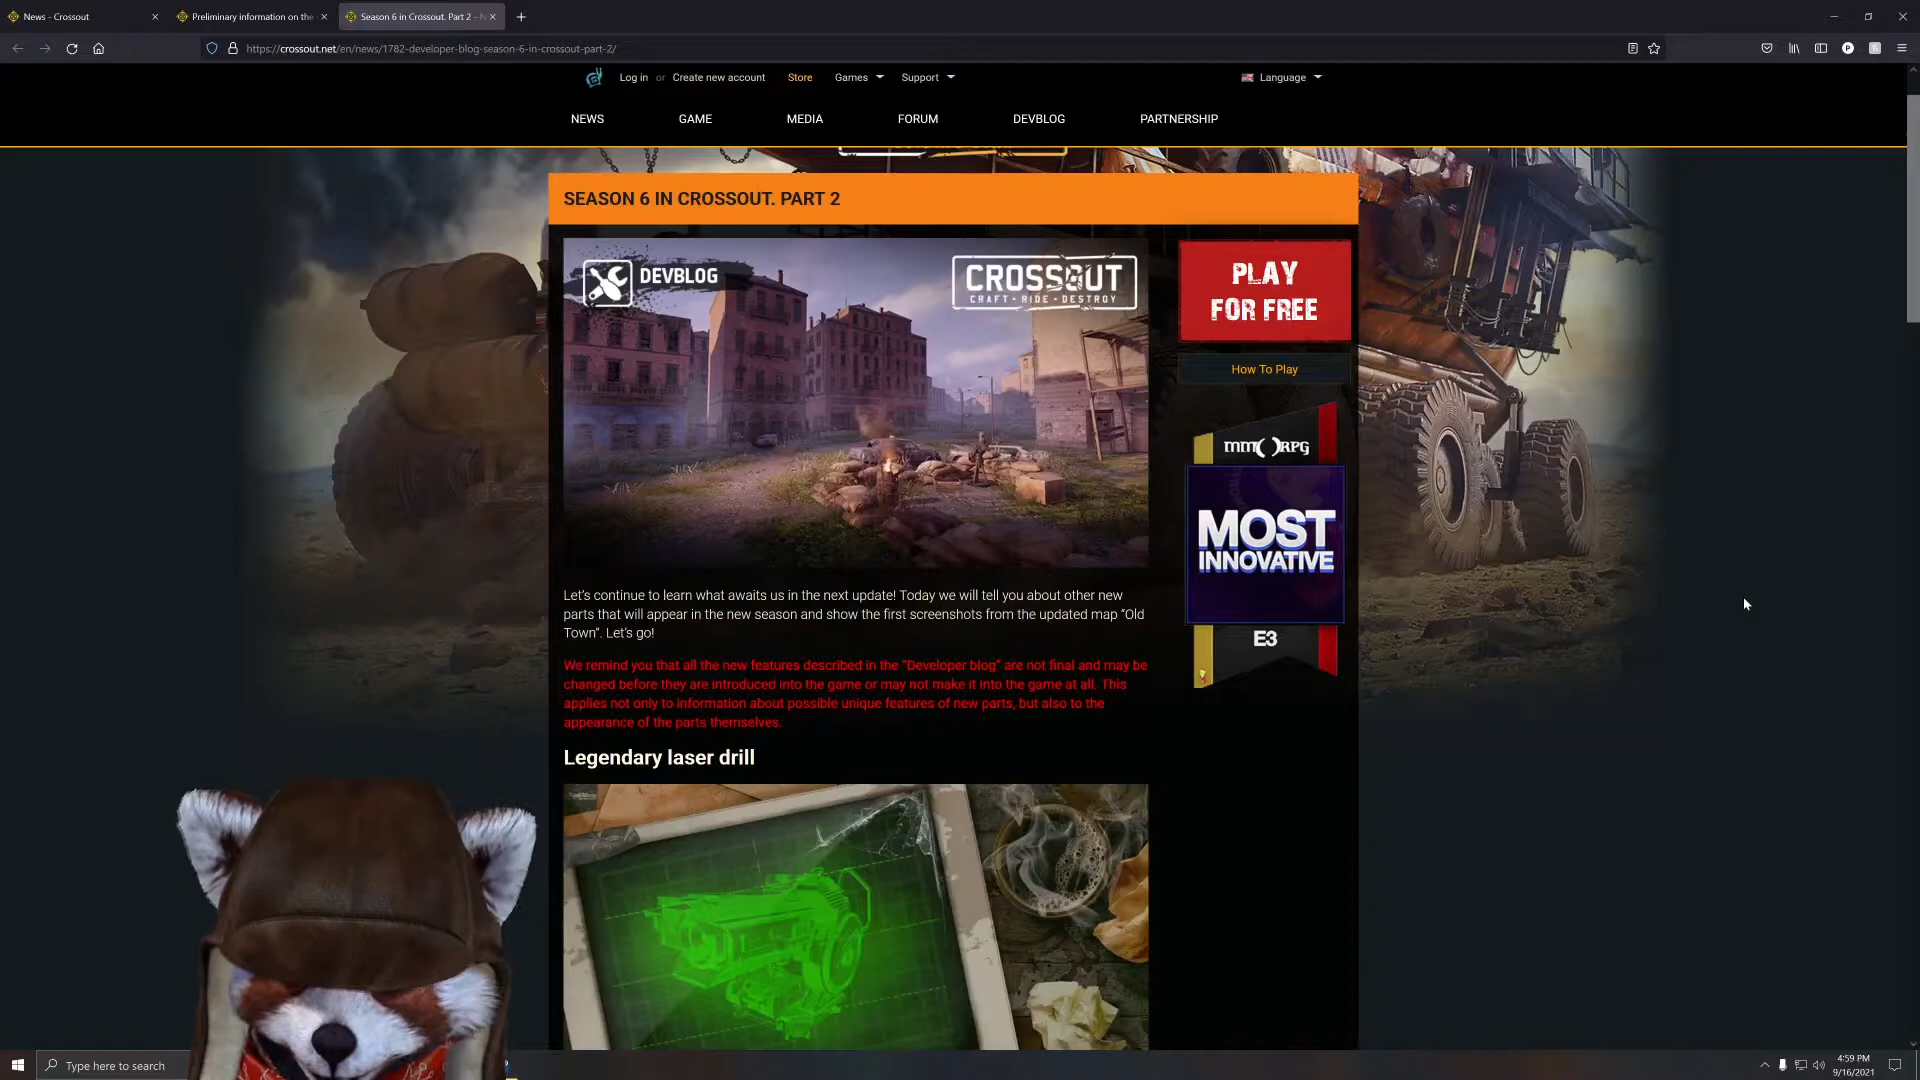 News - Crossout
Preliminary information on the
Season 6 in Crossout. Part 2 –
https://crossout.net/en/news/1782-developer-blog-season-6-in-crossout-part-2/
Log in or Create new account Store Games Support Language
NEWS GAME MEDIA FORUM DEVBLOG PARTNERSHIP
SEASON 6 IN CROSSOUT. PART 2
DEVBLOG
CROSSOUT
CRAFT • RIDE • DESTROY
PLAY
FOR FREE
How To Play
MMORPG
MOST
INNOVATIVE
E3
Let's continue to learn what awaits us in the next update! Today we will tell you about other new
parts that will appear in the new season and show the first screenshots from the updated map “Old
Town”. Let's go!
We remind you that all the new features described in the “Developer blog” are not final and may be
changed before they are introduced into the game or may not make it into the game at all. This
applies not only to information about possible unique features of new parts, but also to the
appearance of the parts themselves.
Legendary laser drill
Type here to search
4:59 PM
9/16/2021